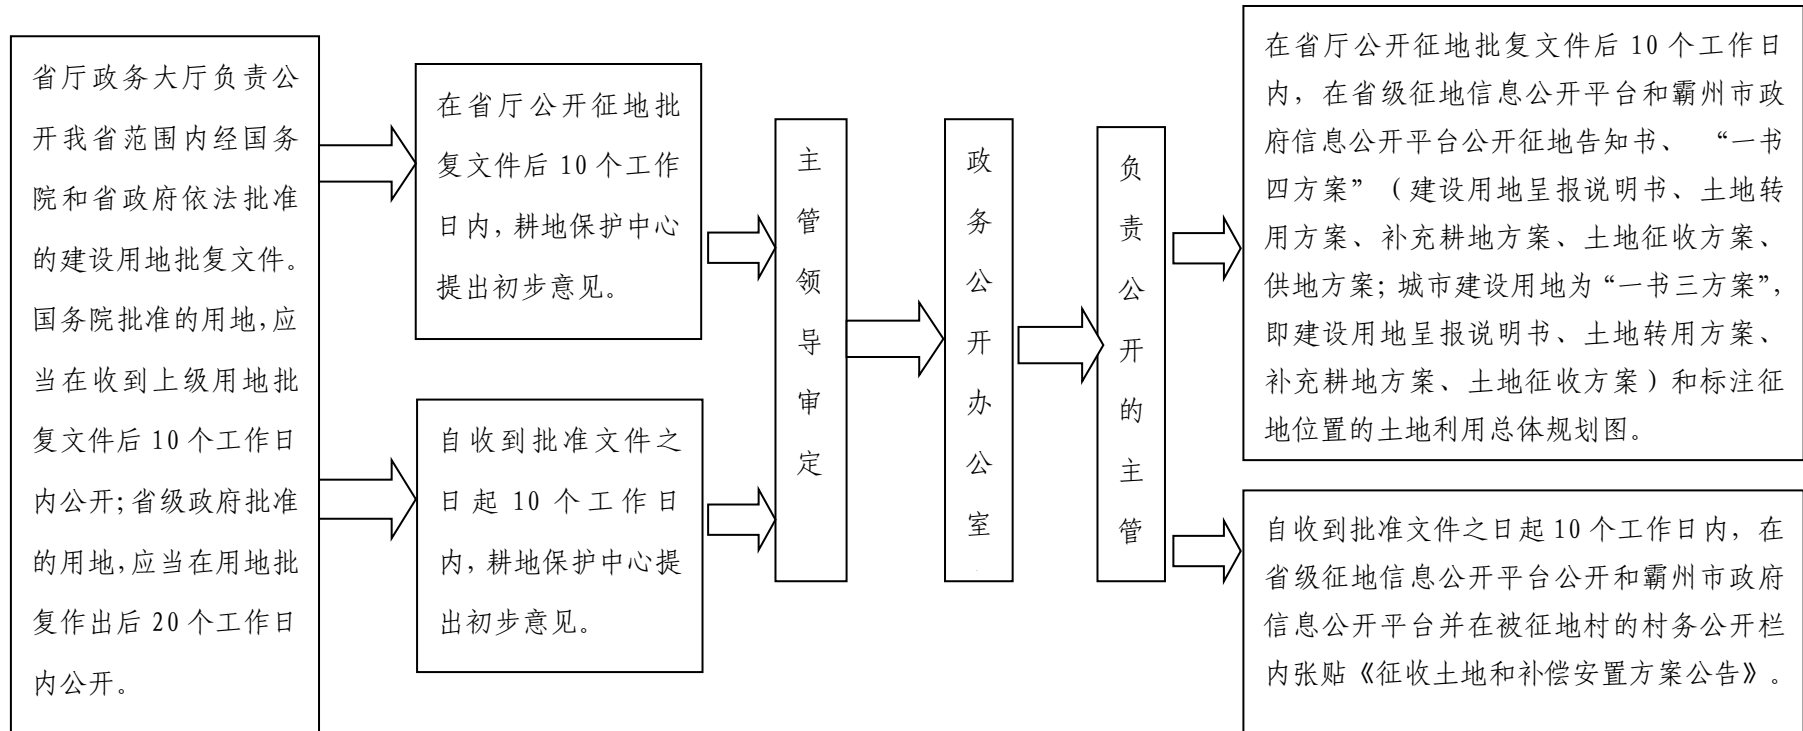 省厅政务大厅负责公
开我省范围内经国务
院和省政府依法批准
的建设用地批复文件。
国务院批准的用地,应
当在收到上级用地批
复文件后 10 个工作日
内公开;省级政府批准
的用地,应当在用地批
复作出后 20 个工作日
内公开。
在省厅公开征地批
复文件后 10 个工作
日内,耕地保护中心
提出初步意见。
自收到批准文件之
日起 10 个工作日
内,耕地保护中心提
出初步意见。
主管领导审定
政务公开办公室
负责公开的主管
在省厅公开征地批复文件后 10 个工作日
内，在省级征地信息公开平台和霸州市政
府信息公开平台公开征地告知书、 “一书
四方案”（建设用地呈报说明书、土地转
用方案、补充耕地方案、土地征收方案、
供地方案;城市建设用地为“一书三方案”,
即建设用地呈报说明书、土地转用方案、
补充耕地方案、土地征收方案）和标注征
地位置的土地利用总体规划图。
自收到批准文件之日起 10 个工作日内，在
省级征地信息公开平台公开和霸州市政府
信息公开平台并在被征地村的村务公开栏
内张贴《征收土地和补偿安置方案公告》。